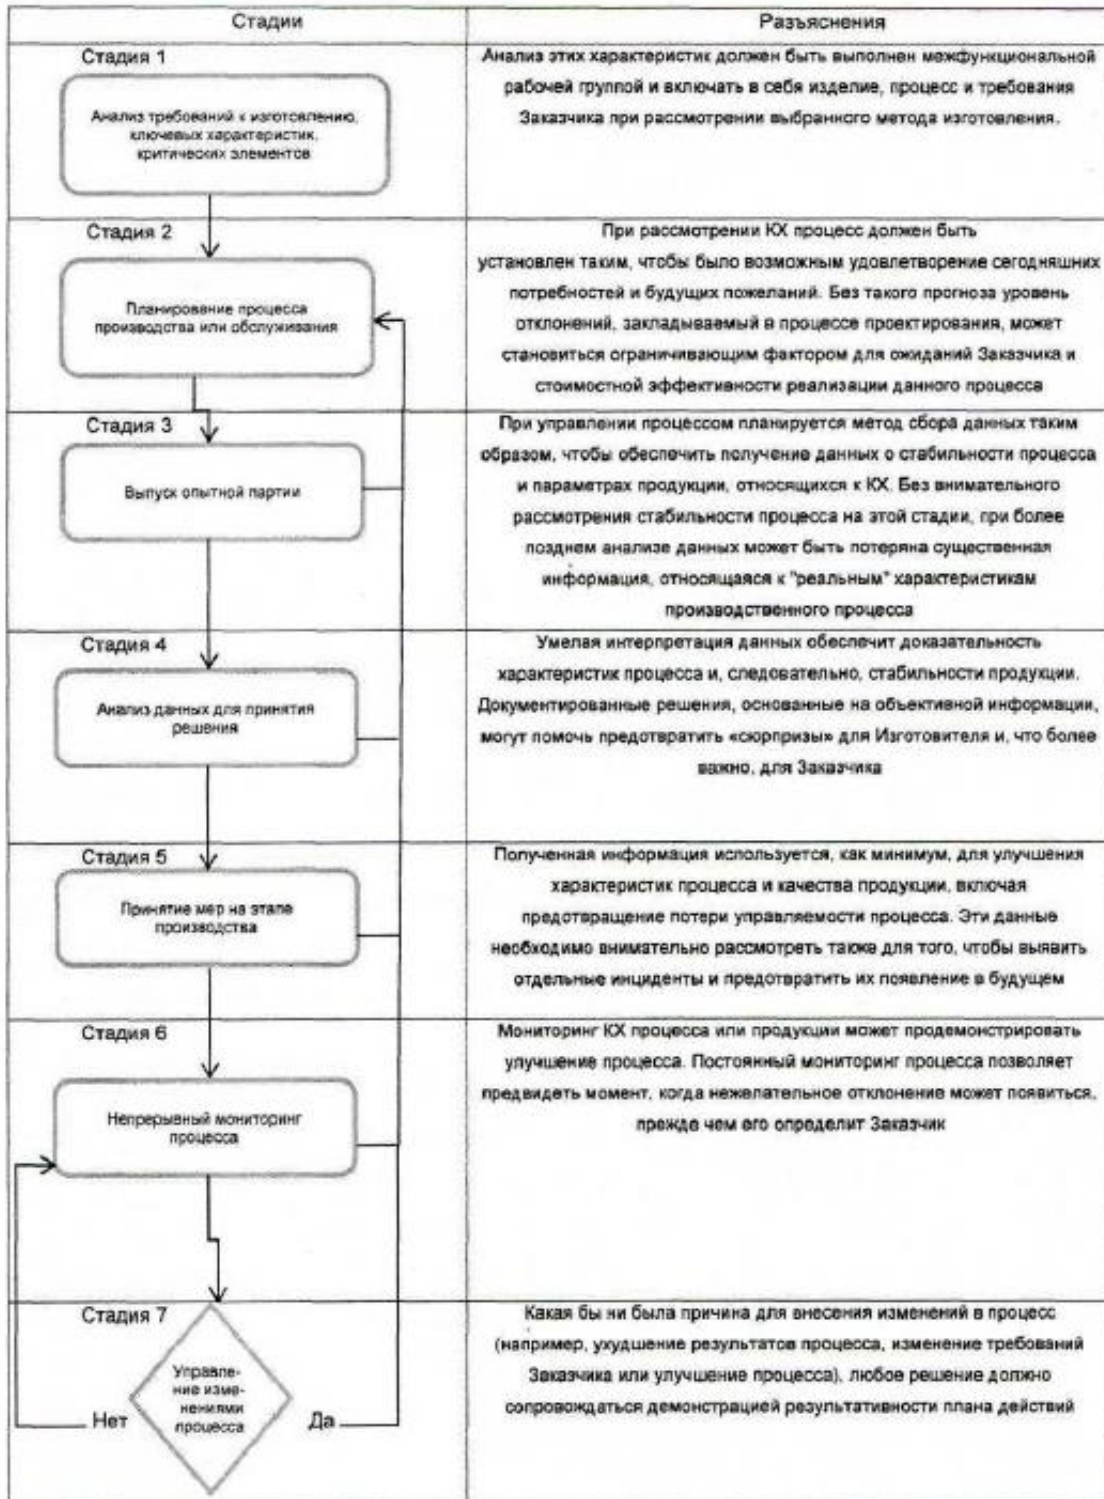 Стадии
Разъяснения
Стадия 1
Анализ требований к изготовлению,
ключевых характеристик,
критических элементов
Анализ этих характеристик должен быть выполнен межфункциональной
рабочей группой и включать в себя изделие, процесс и требования
Заказчика при рассмотрении выбранного метода изготовления.
Стадия 2
Планирование процесса
производства или обслуживания
При рассмотрении КХ процесс должен быть
установлен таким, чтобы было возможным удовлетворение сегодняшних
потребностей и будущих пожеланий. Без такого прогноза уровень
отклонений, закладываемый в процессе проектирования, может
становиться ограничивающим фактором для ожиданий Заказчика и
стоимостной эффективности реализации данного процесса
Стадия 3
Выпуск опытной партии
При управлении процессом планируется метод сбора данных таким
образом, чтобы обеспечить получение данных о стабильности процесса
и параметрах продукции, относящихся к КХ. Без внимательного
рассмотрения стабильности процесса на этой стадии, при более
позднем анализе данных может быть потеряна существенная
информация, относящаяся к "реальным" характеристикам
производственного процесса
Стадия 4
Анализ данных для принятия
решения
Умелая интерпретация данных обеспечит доказательность
характеристик процесса и, следовательно, стабильности продукции.
Документированные решения, основанные на объективной информации,
могут помочь предотвратить «сюрпризы» для Изготовителя и, что более
важно, для Заказчика
Стадия 5
Принятие мер на этапе
производства
Полученная информация используется, как минимум, для улучшения
характеристик процесса и качества продукции, включая
предотвращение потери управляемости процесса. Эти данные
необходимо внимательно рассмотреть также для того, чтобы выявить
отдельные инциденты и предотвратить их появление в будущем
Стадия 6
Непрерывный мониторинг
процесса
Мониторинг КХ процесса или продукции может продемонстрировать
улучшение процесса. Постоянный мониторинг процесса позволяет
предвидеть момент, когда нежелательное отклонение может появиться,
прежде чем его определит Заказчик
Стадия 7
Управле-
ние изме-
нениями
процесса
Нет
Да
Какая бы ни была причина для внесения изменений в процесс
(например, ухудшение результатов процесса, изменение требований
Заказчика или улучшение процесса), любое решение должно
сопровождаться демонстрацией результативности плана действий